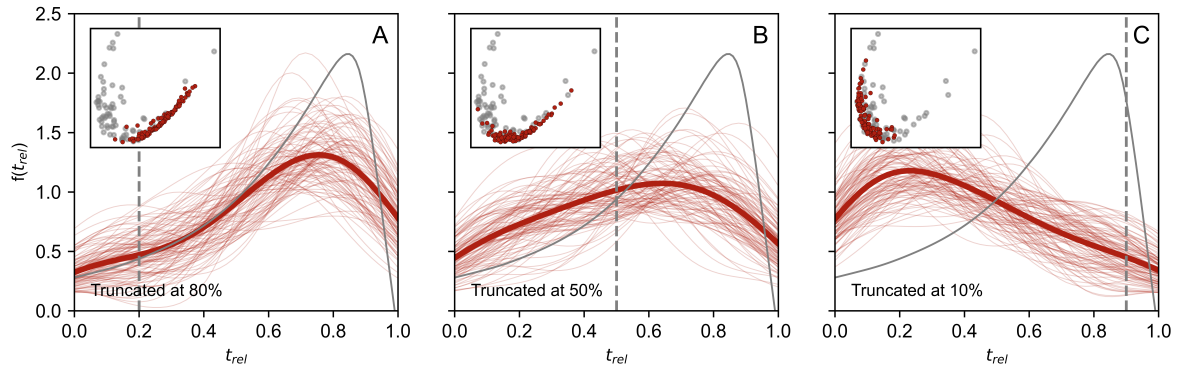 2.5
2.0
1.5
1.0
0.5
0.0
f(t_rel)
A
Truncated at 80%
0.0 0.2 0.4 0.6 0.8 1.0
t_rel
B
Truncated at 50%
0.0 0.2 0.4 0.6 0.8 1.0
t_rel
C
Truncated at 10%
0.0 0.2 0.4 0.6 0.8 1.0
t_rel